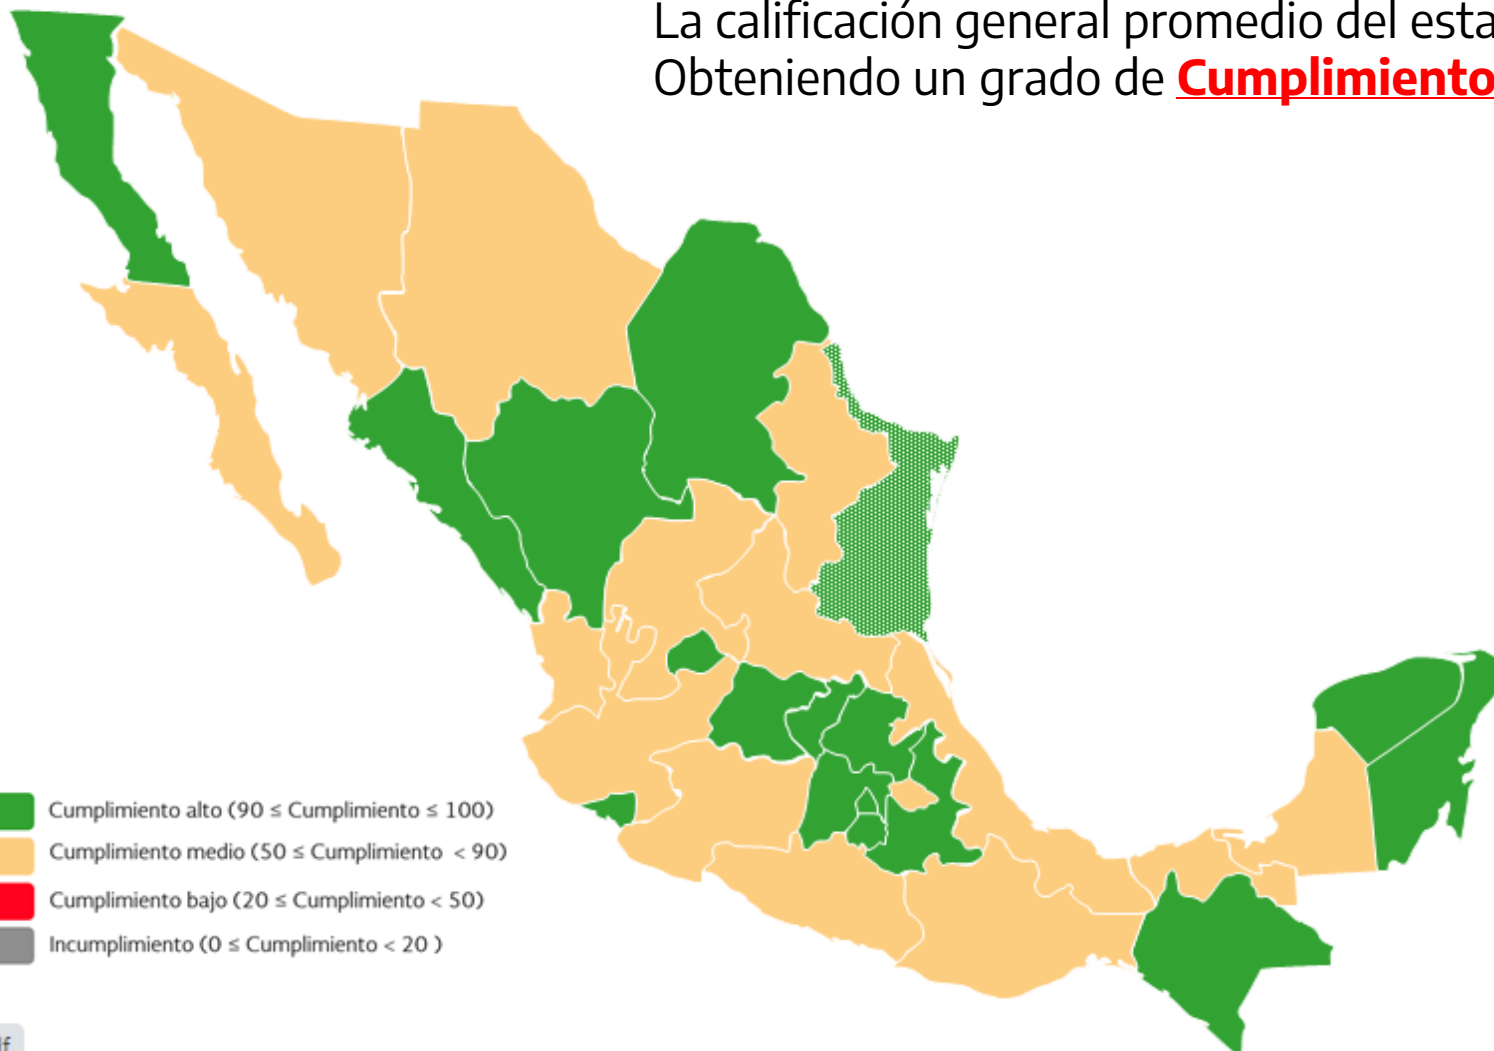 La calificación general promedio del esta
Obteniendo un grado de Cumplimiento
Cumplimiento alto (90 ≤ Cumplimiento ≤ 100)
Cumplimiento medio (50 ≤ Cumplimiento < 90)
Cumplimiento bajo (20 ≤ Cumplimiento < 50)
Incumplimiento (0 ≤ Cumplimiento < 20 )